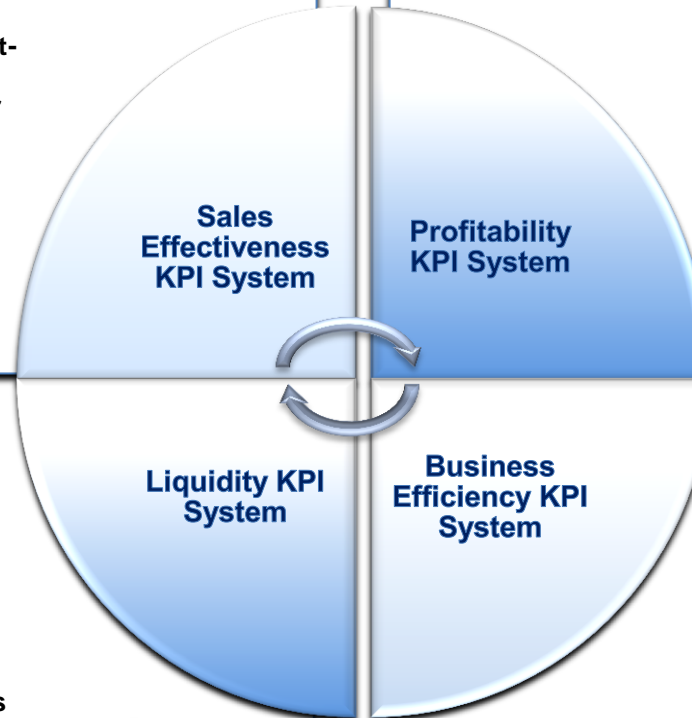 t-
Sales
Effectiveness
KPI System
Profitability
KPI System
Liquidity KPI
System
Business
Efficiency KPI
System
s